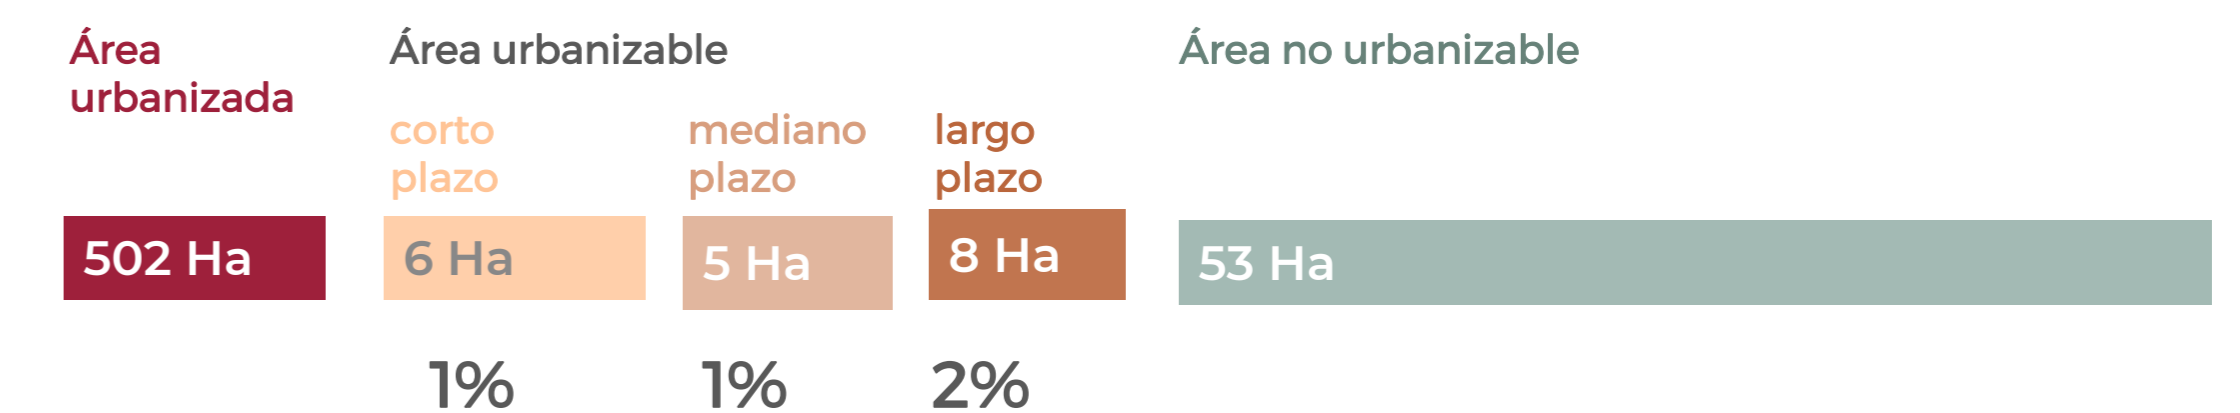 Área
urbanizada
502 Ha
Área urbanizable
corto
plazo
6 Ha
1%
mediano
plazo
5 Ha
1%
largo
plazo
8 Ha
2%
Área no urbanizable
53 Ha